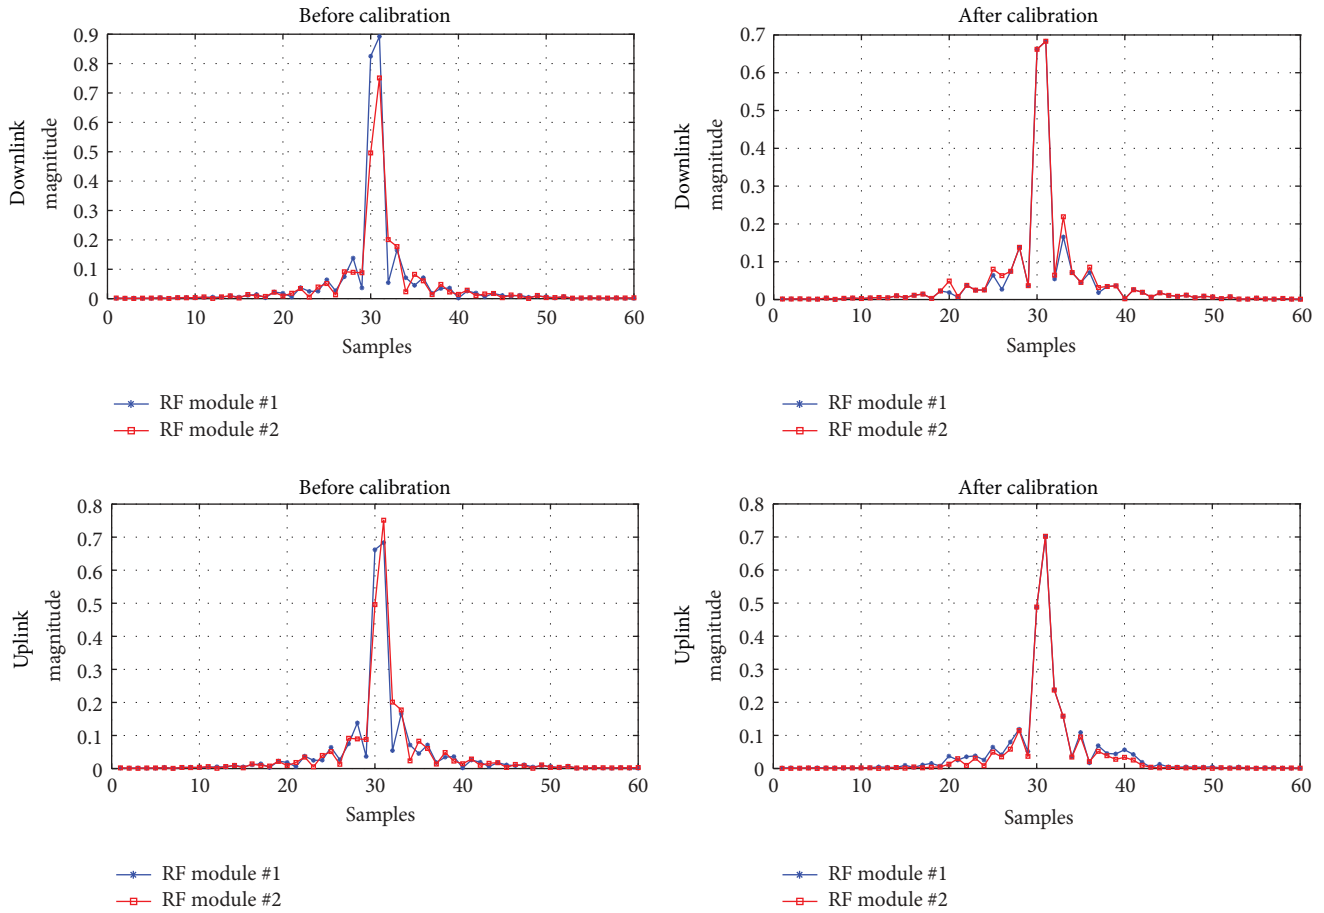 Before calibration
0.9
0.8
0.7
0.6
0.5
0.4
0.3
0.2
0.1
0
0 10 20 30 40 50 60
Downlink
magnitude
Samples
RF module #1
RF module #2
After calibration
0.7
0.6
0.5
0.4
0.3
0.2
0.1
0
0 10 20 30 40 50 60
Downlink
magnitude
Samples
RF module #1
RF module #2
Before calibration
0.8
0.7
0.6
0.5
0.4
0.3
0.2
0.1
0
0 10 20 30 40 50 60
Uplink
magnitude
Samples
RF module #1
RF module #2
After calibration
0.8
0.7
0.6
0.5
0.4
0.3
0.2
0.1
0
0 10 20 30 40 50 60
Uplink
magnitude
Samples
RF module #1
RF module #2